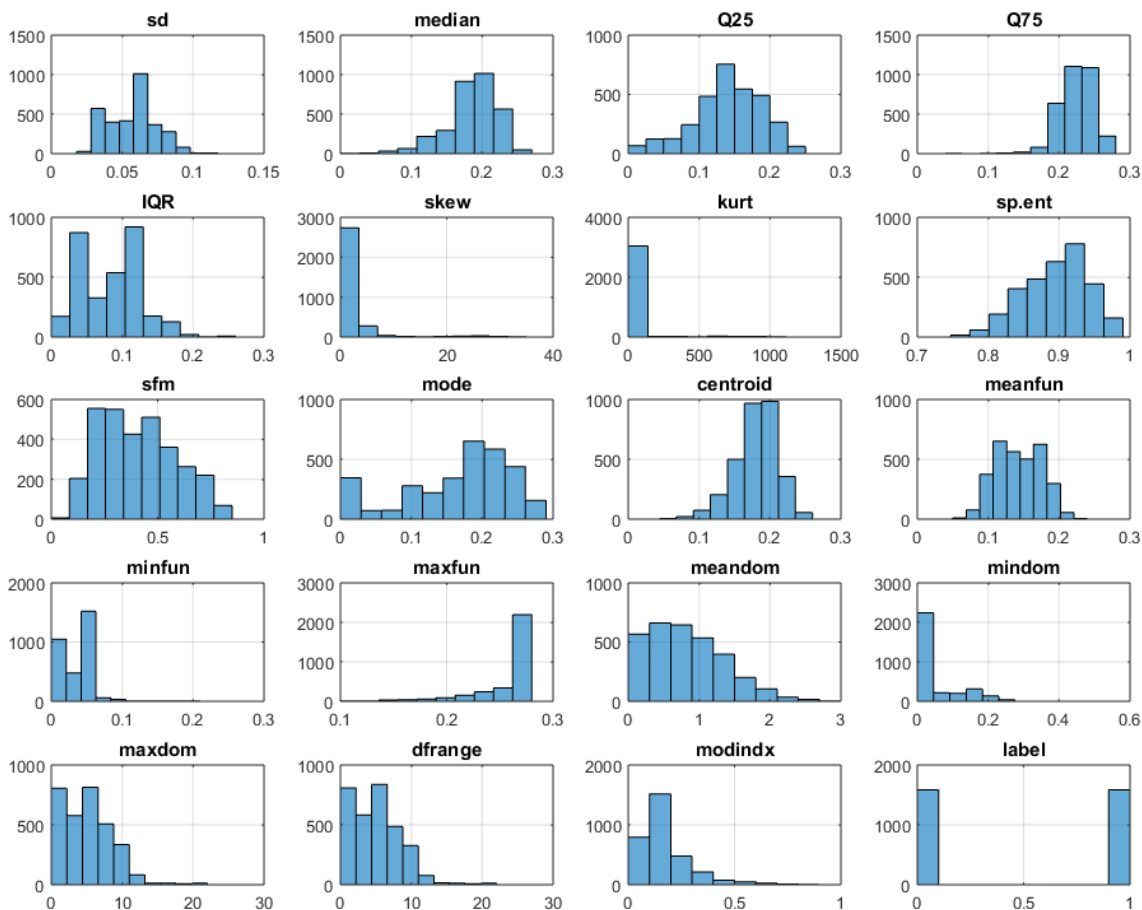 sd median Q25 Q75
1500 1500 1000 1500
1000 1000 1000
500 500 500 500
0 0 0 0
0 0.05 0.1 0.15 0 0.1 0.2 0.3 0 0.1 0.2 0.3 0 0.1 0.2 0.3
IQR skew kurt sp.ent
1000 3000 4000 1000
2000
500 2000 500
1000
0 0 0 0
0 0.1 0.2 0.3 0 20 40 0 500 1000 1500 0.7 0.8 0.9 1
sfm mode centroid meanfun
600 1000 1000 1000
400
500 500 500
200
0 0 0 0
0 0.5 1 0 0.1 0.2 0.3 0 0.1 0.2 0.3 0 0.1 0.2 0.3
minfun maxfun meandom mindom
2000 3000 1000 3000
2000 2000
1000 500
1000 1000
0 0 0 0
0 0.1 0.2 0.3 0.1 0.2 0.3 0 1 2 3 0 0.2 0.4 0.6
maxdom dfrange modindx label
1000 1000 2000 2000
500 500 1000 1000
0 0 0 0
0 10 20 30 0 10 20 30 0 0.5 1 0 0.5 1